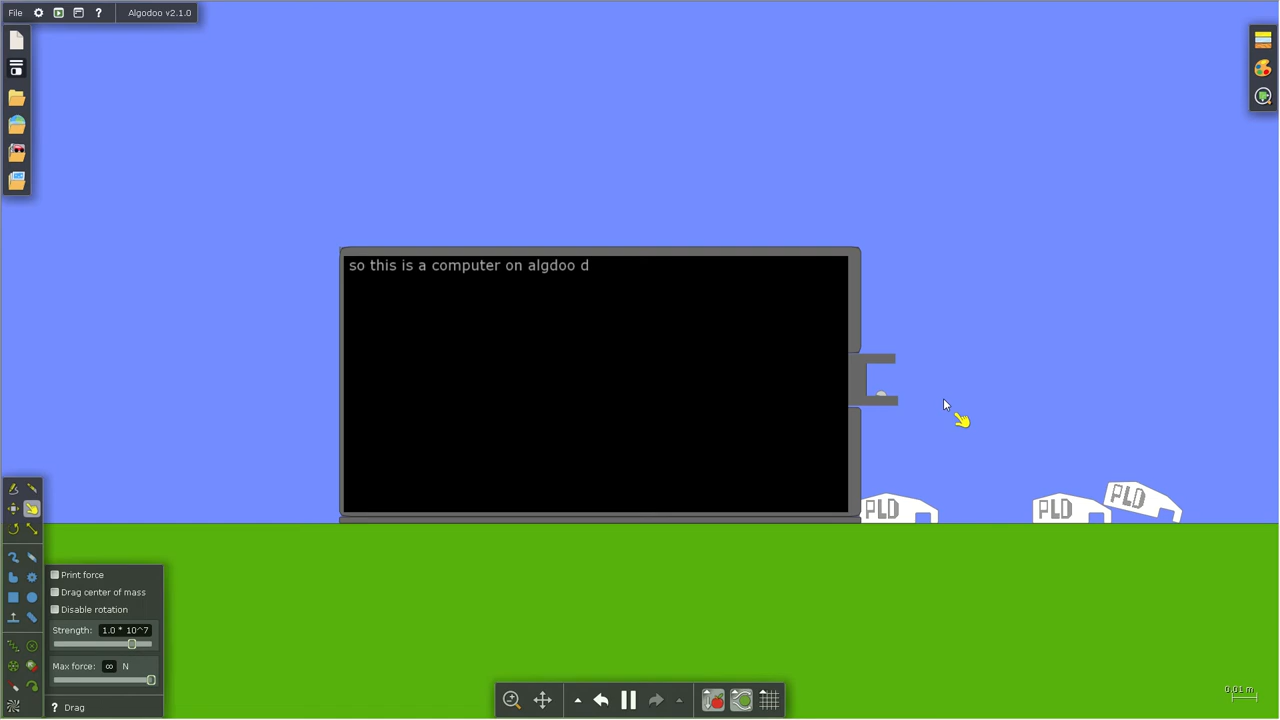 File
Algodoo v2.1.0
so this is a computer on algdoo d
PLD
PLD
PLD
Print force
Drag center of mass
Disable rotation
Strength: 1.0 * 10^7
Max force: ∞ N
? Drag
0.01 m